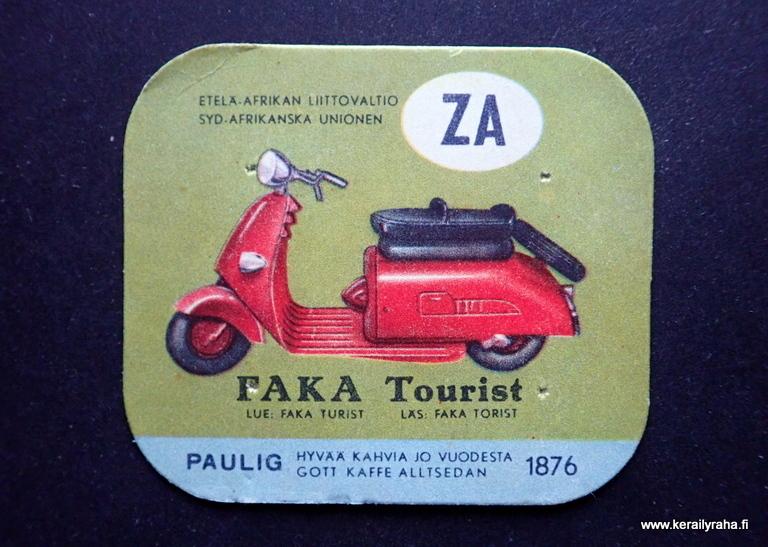 ETELÄ-AFRIKAN LIITTOVALTIO
SYD-AFRIKANSKA UNIONEN
ZA
FAKA Tourist
LUE: FAKA TURIST LÄS: FAKA TORIST
PAULIG
HYVÄÄ KAHVIA JO VUODESTA
GOTT KAFFE ALLTSEDAN
1876
www.kerailyraha.fi